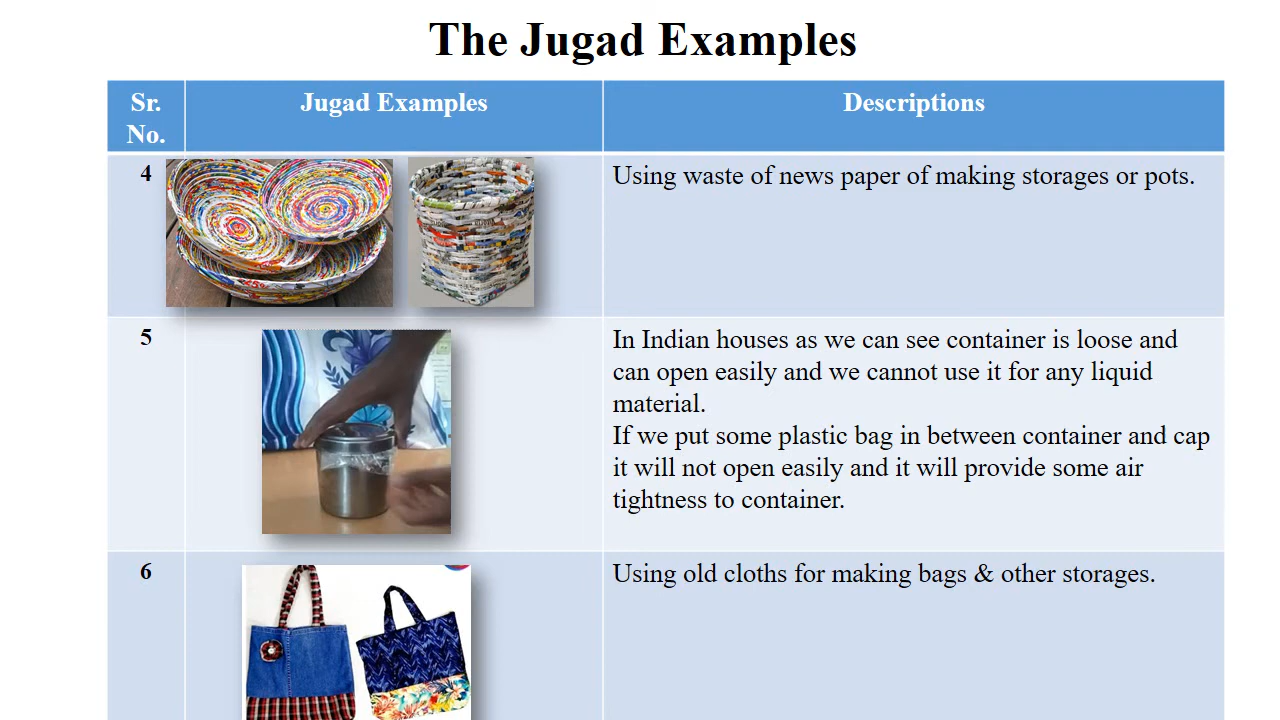 The Jugad Examples
Sr. No.
Jugad Examples
Descriptions
4
Using waste of news paper of making storages or pots.
5
In Indian houses as we can see container is loose and
can open easily and we cannot use it for any liquid
material.
If we put some plastic bag in between container and cap
it will not open easily and it will provide some air
tightness to container.
6
Using old cloths for making bags & other storages.